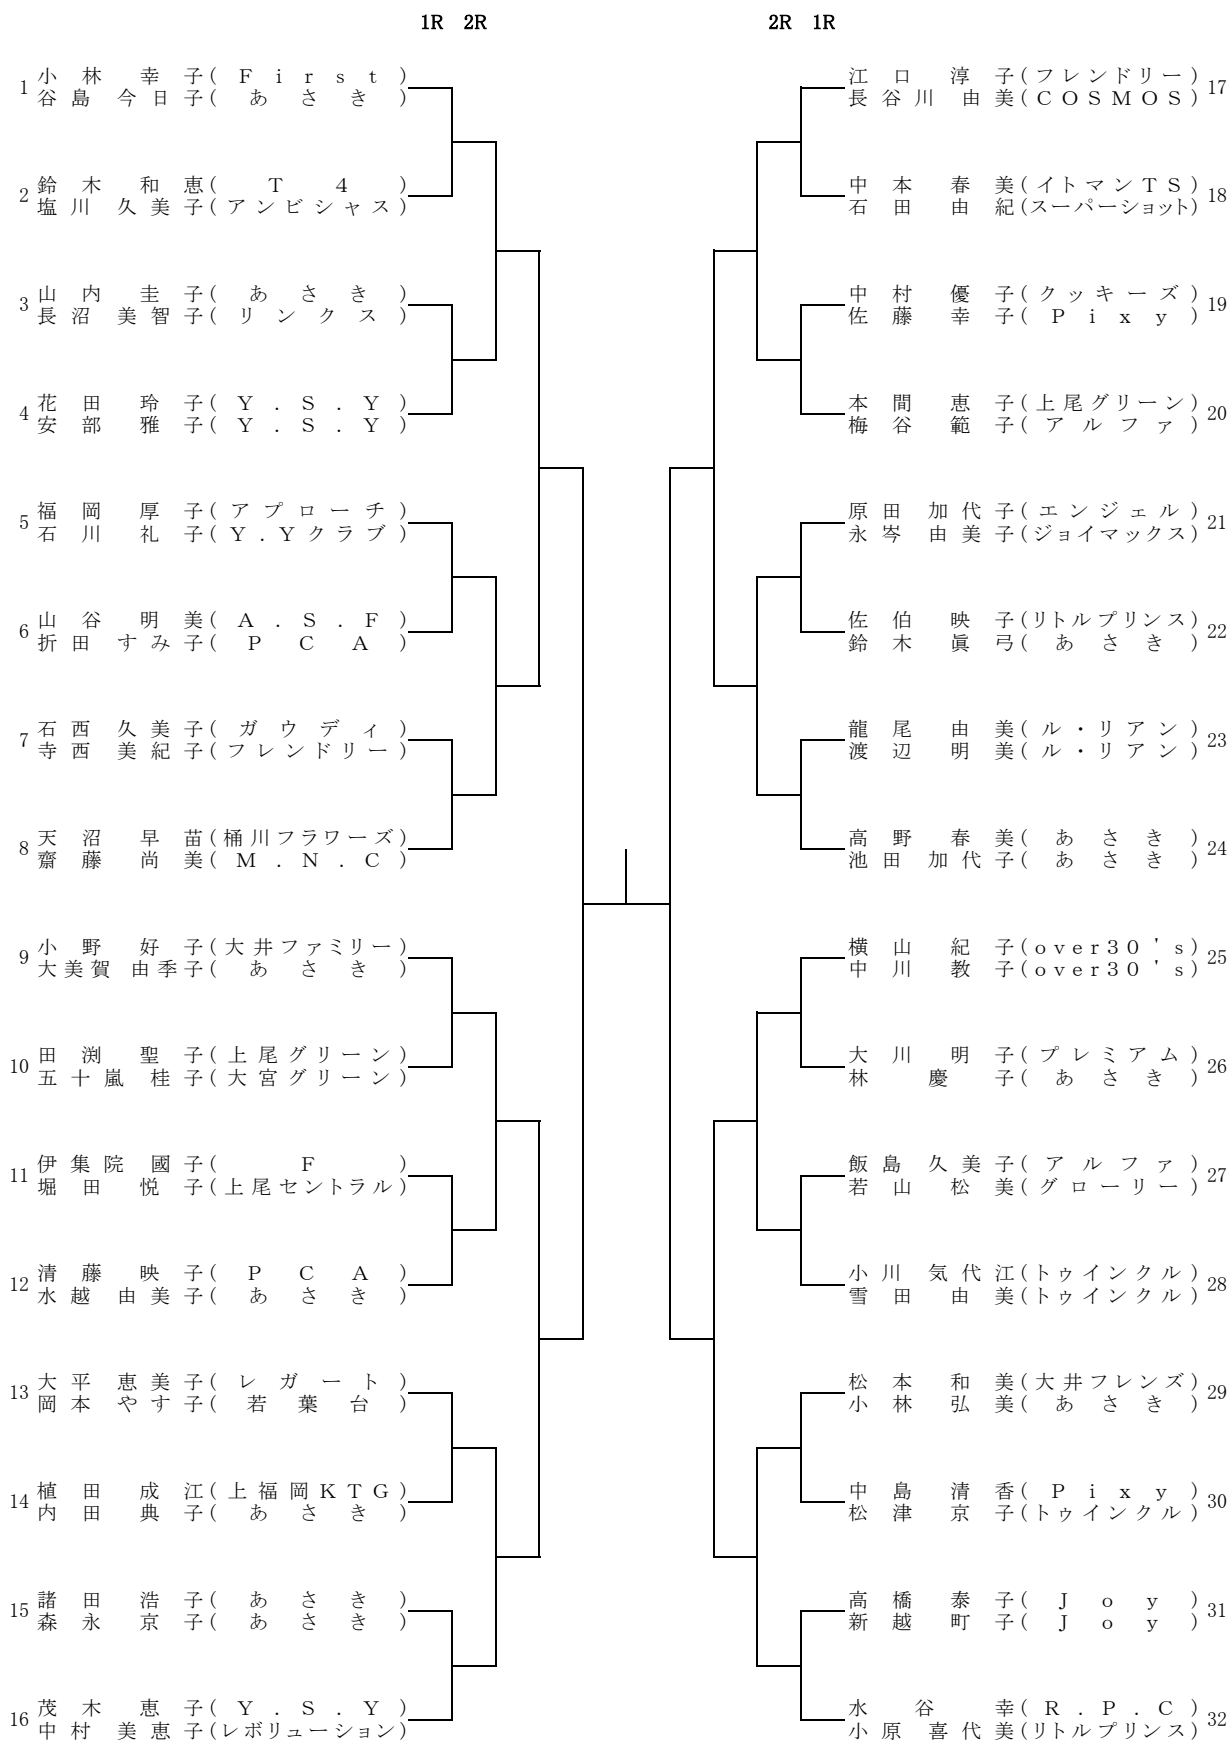 1R 2R
2R 1R
1 小林 幸子(First)
谷島今日子(あさき)
2 鈴木 和恵(T4)
塩川久美子(アンビシャス)
3 山内 圭子(あさき)
長沼美智子(リンクス)
4 花田 玲子(Y.S.Y)
安部 雅子(Y.S.Y)
5 福岡 厚子(アプローチ)
石川 礼子(Y.Yクラブ)
6 山谷 明美(A.S.F)
折田すみ子(PCA)
7 石西久美子(ガウディ)
寺西美紀子(フレンドリー)
8 天沼 早苗(桶川フラワーズ)
齋藤 尚美(M.N.C)
9 小野 好子(大井ファミリー)
大美賀由季子(あさき)
10 田渕 聖子(上尾グリーン)
五十嵐桂子(大宮グリーン)
11 伊集院國子(F)
堀田 悦子(上尾セントラル)
12 清藤 映子(PCA)
水越由美子(あさき)
13 大平恵美子(レガート)
岡本やす子(若葉台)
14 植田 成江(上福岡KTG)
内田 典子(あさき)
15 諸田 浩子(あさき)
森永 京子(あさき)
16 茂木 恵子(Y.S.Y)
中村美恵子(レボリューション)
江口 淳子(フレンドリー) 17
長谷川由美(COSMOS)
中本 春美(イトマンTS) 18
石田 由紀(スーパーショット)
中村 優子(クッキーズ) 19
佐藤 幸子(Pixy)
本間 恵子(上尾グリーン) 20
梅谷 範子(アルファ)
原田加代子(エンジェル) 21
永岑由美子(ジョイマックス)
佐伯 映子(リトルプリンス) 22
鈴木 眞弓(あさき)
龍尾 由美(ル・リアン) 23
渡辺 明美(ル・リアン)
高野 春美(あさき) 24
池田加代子(あさき)
横山 紀子(over30's) 25
中川 教子(over30's)
大川 明子(プレミアム) 26
林 慶子(あさき)
飯島久美子(アルファ) 27
若山 松美(グローリー)
小川気代江(トゥインクル) 28
雪田 由美(トゥインクル)
松本 和美(大井フレンズ) 29
小林 弘美(あさき)
中島 清香(Pixy) 30
松津 京子(トゥインクル)
高橋 泰子(Joy) 31
新越 町子(Joy)
水谷 幸(R.P.C) 32
小原喜代美(リトルプリンス)